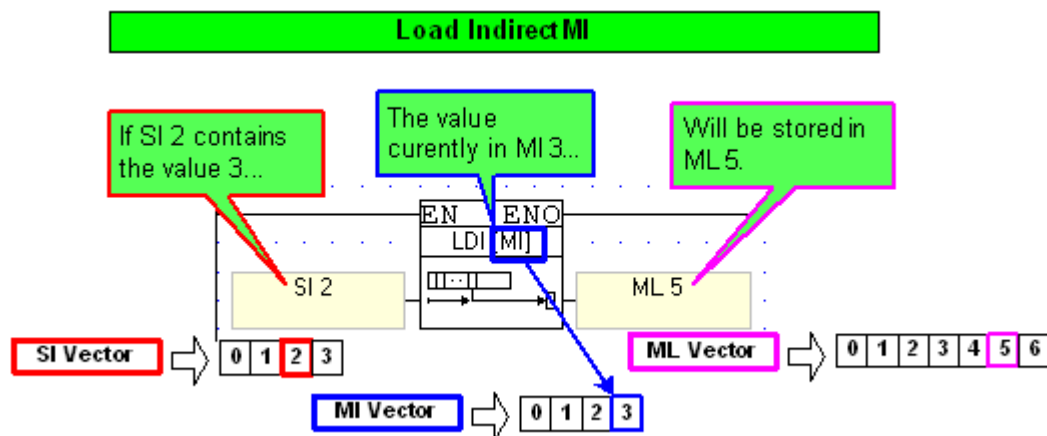 Load Indirect MI
If SI 2 contains
the value 3...
The value
curently in MI 3...
Will be stored in
ML 5.
EN ENO
LDI [MI]
SI 2
ML 5
SI Vector
0 1 2 3
ML Vector
0 1 2 3 4 5 6
MI Vector
0 1 2 3